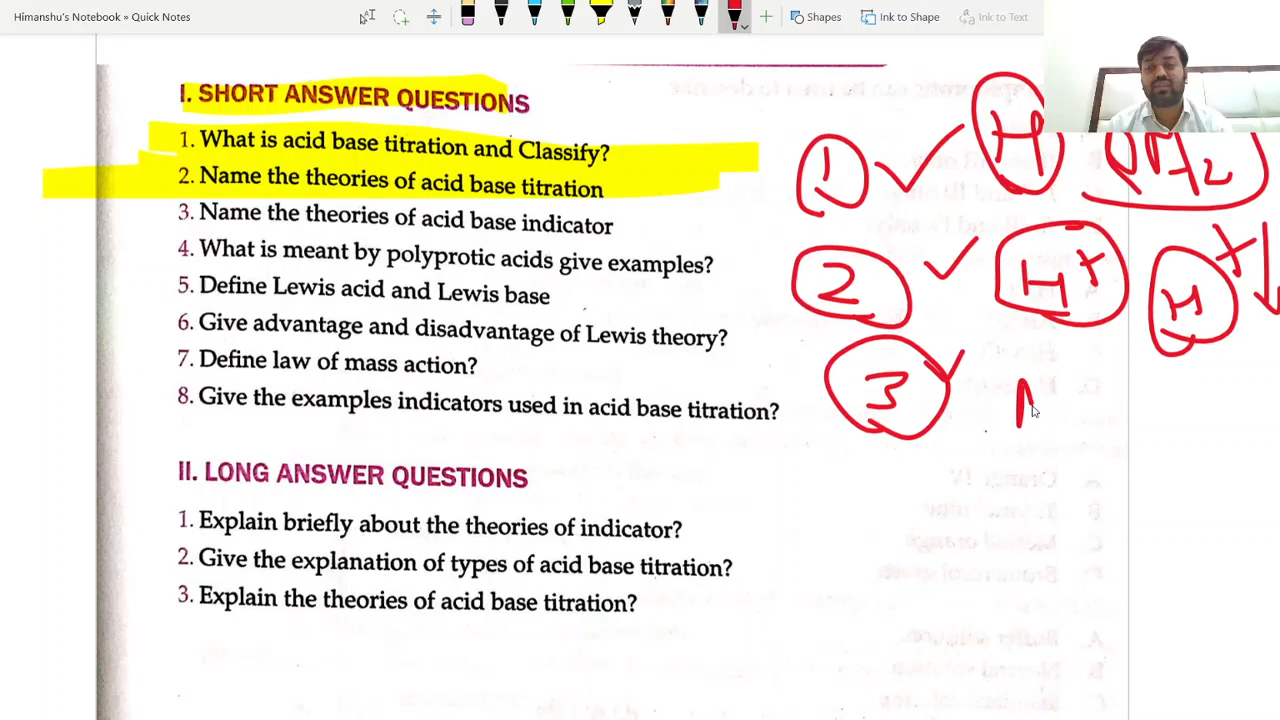 Himanshu's Notebook » Quick Notes
Shapes
Ink to Shape
Ink to Text
I. SHORT ANSWER QUESTIONS
1. What is acid base titration and Classify?
2. Name the theories of acid base titration
3. Name the theories of acid base indicator
4. What is meant by polyprotic acids give examples?
5. Define Lewis acid and Lewis base
6. Give advantage and disadvantage of Lewis theory?
7. Define law of mass action?
8. Give the examples indicators used in acid base titration?
II. LONG ANSWER QUESTIONS
1. Explain briefly about the theories of indicator?
2. Give the explanation of types of acid base titration?
3. Explain the theories of acid base titration?
1 H
2 H+ H+
3